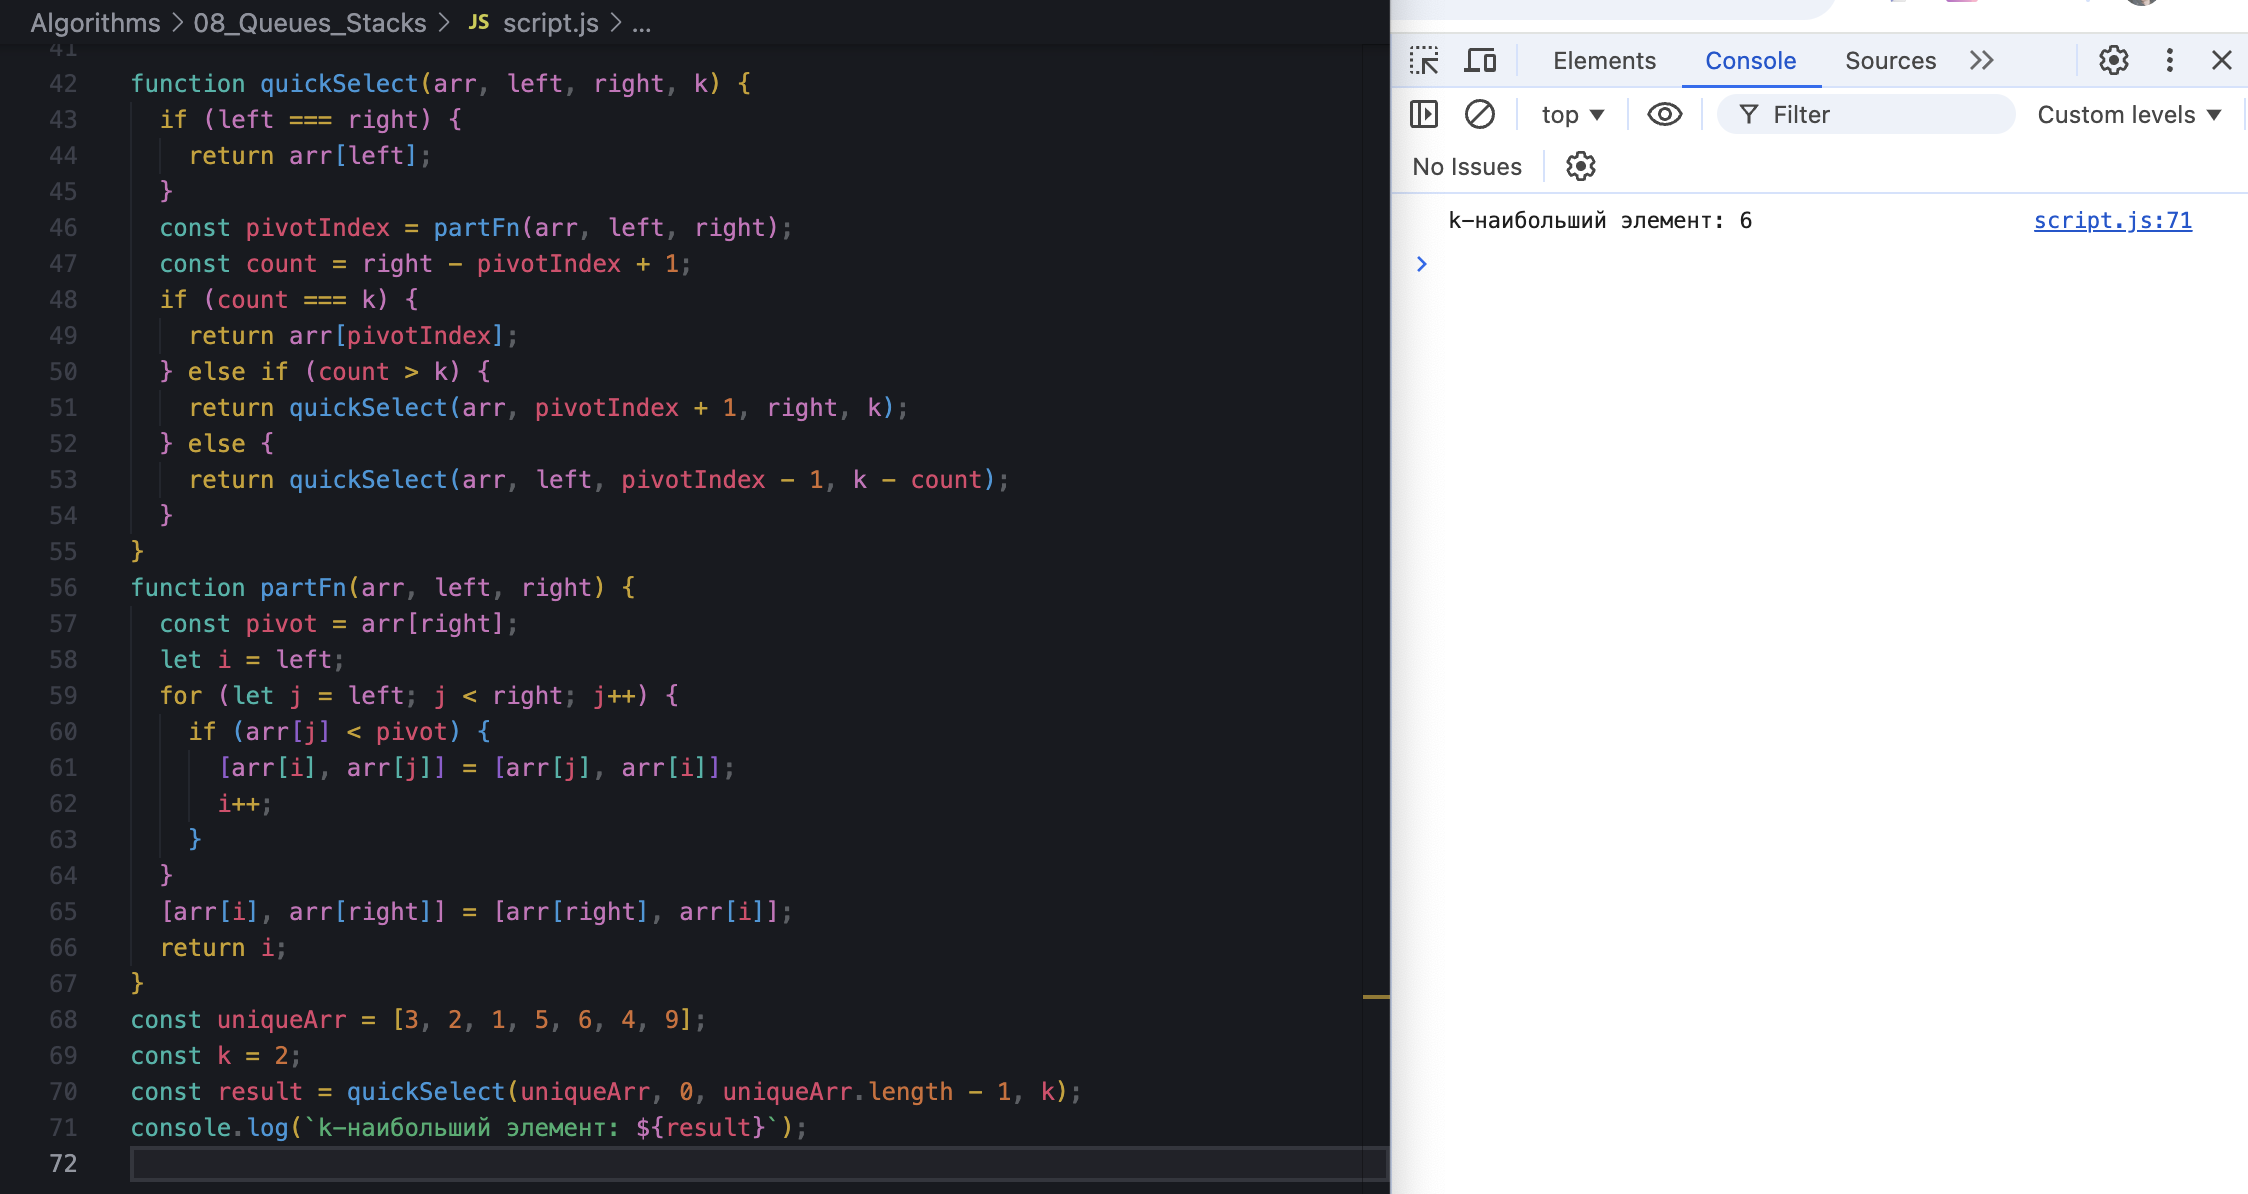 Algorithms > 08_Queues_Stacks > JS script.js > ...
41
42 function quickSelect(arr, left, right, k) {
43 if (left === right) {
44 return arr[left];
45 }
46 const pivotIndex = partFn(arr, left, right);
47 const count = right - pivotIndex + 1;
48 if (count === k) {
49 return arr[pivotIndex];
50 } else if (count > k) {
51 return quickSelect(arr, pivotIndex + 1, right, k);
52 } else {
53 return quickSelect(arr, left, pivotIndex - 1, k - count);
54 }
55 }
56 function partFn(arr, left, right) {
57 const pivot = arr[right];
58 let i = left;
59 for (let j = left; j < right; j++) {
60 if (arr[j] < pivot) {
61 [arr[i], arr[j]] = [arr[j], arr[i]];
62 i++;
63 }
64 }
65 [arr[i], arr[right]] = [arr[right], arr[i]];
66 return i;
67 }
68 const uniqueArr = [3, 2, 1, 5, 6, 4, 9];
69 const k = 2;
70 const result = quickSelect(uniqueArr, 0, uniqueArr.length - 1, k);
71 console.log(`k-наибольший элемент: ${result}`);
72
Elements Console Sources
top Filter Custom levels
No Issues
k-наибольший элемент: 6 script.js:71